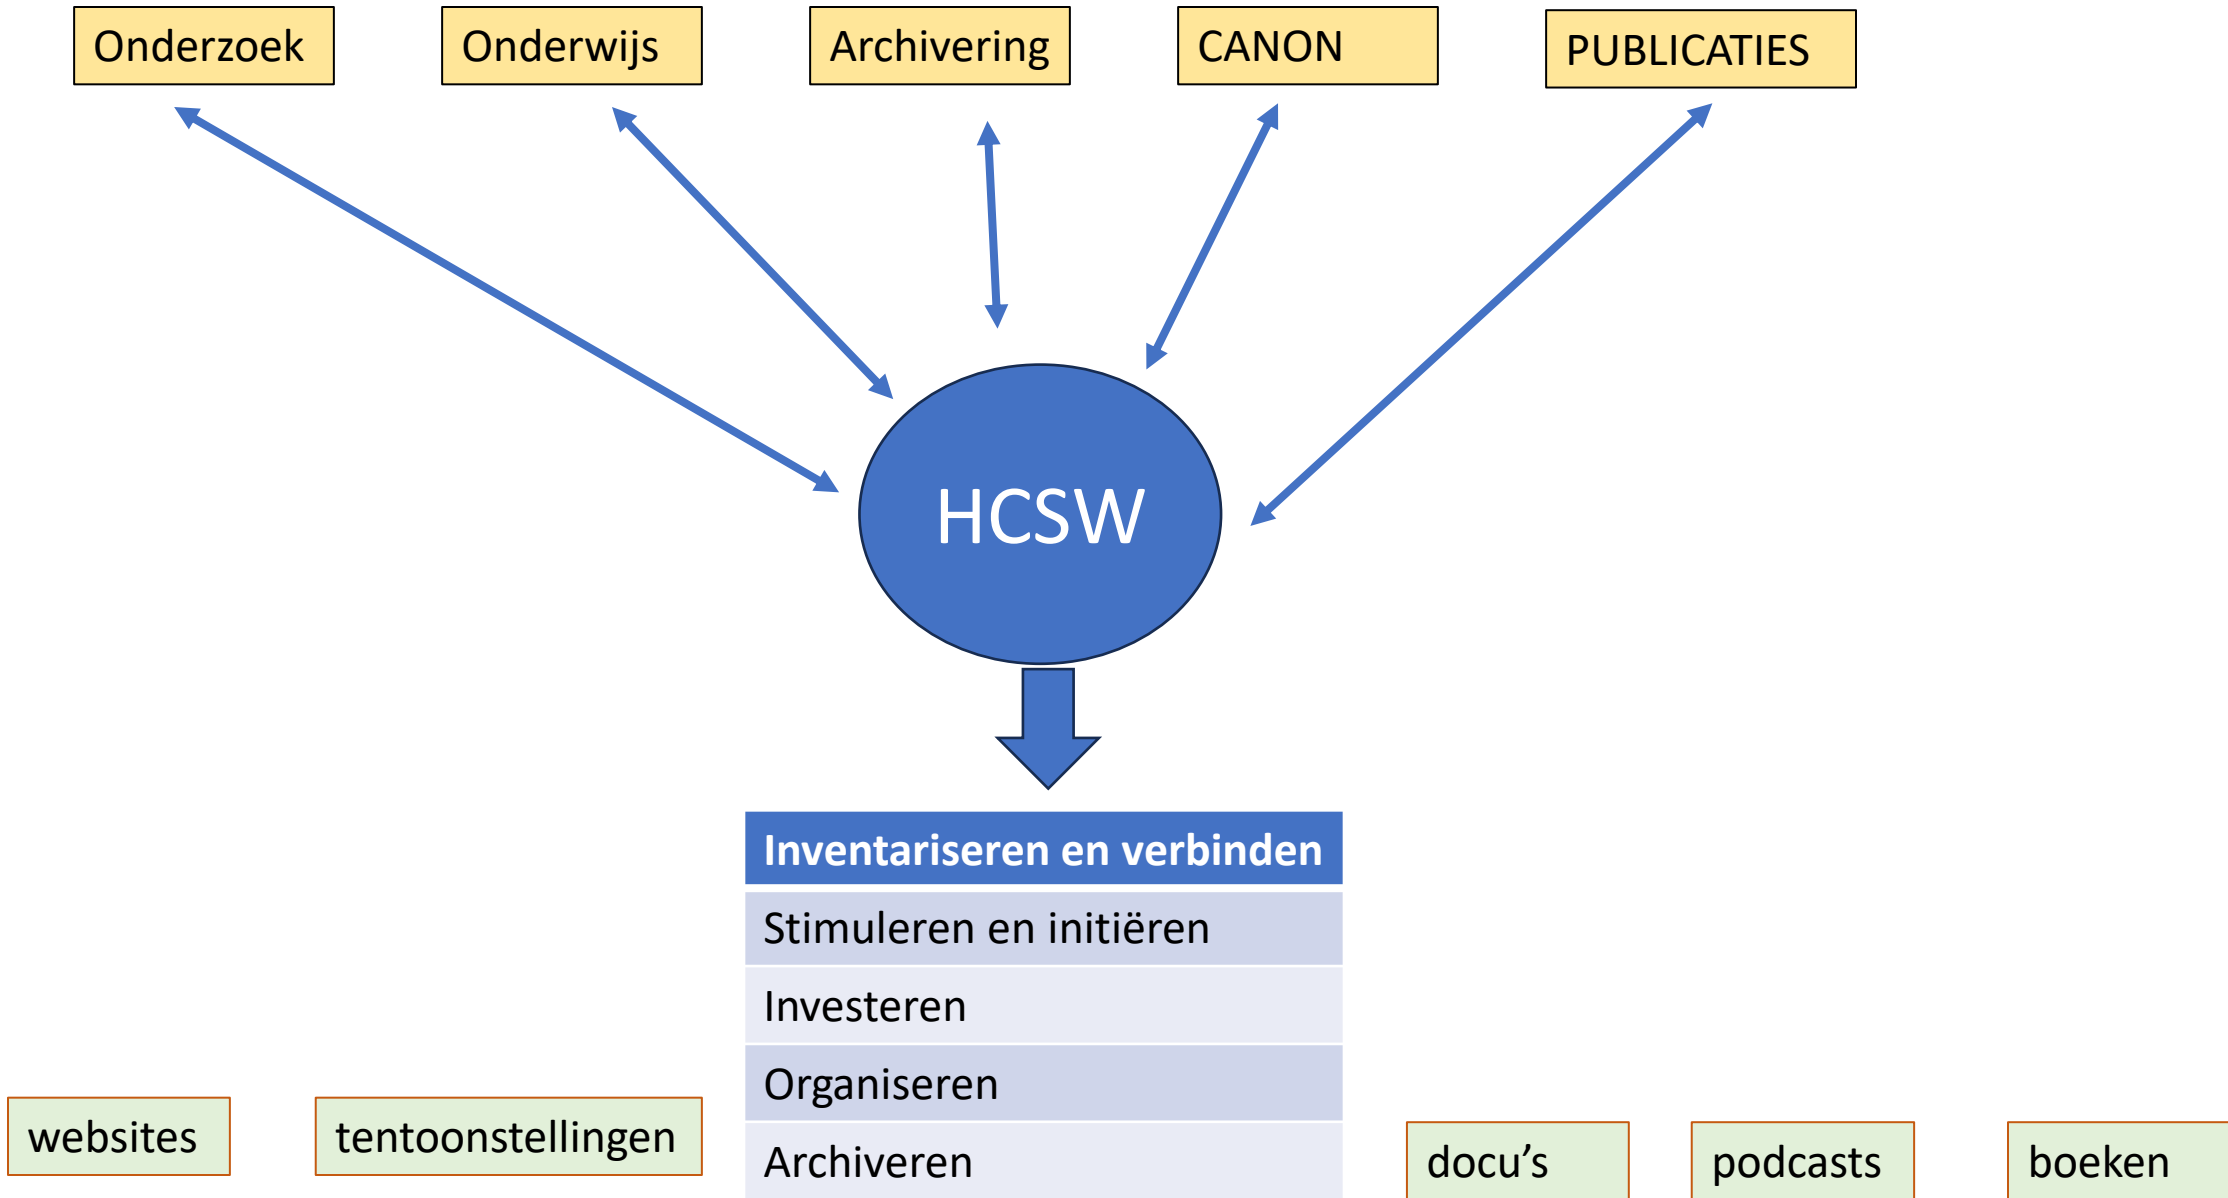 Onderzoek
Onderwijs
Archivering
CANON
PUBLICATIES
HCSW
Inventariseren en verbinden
Stimuleren en initiëren
Investeren
Organiseren
Archiveren
websites
tentoonstellingen
docu’s
podcasts
boeken